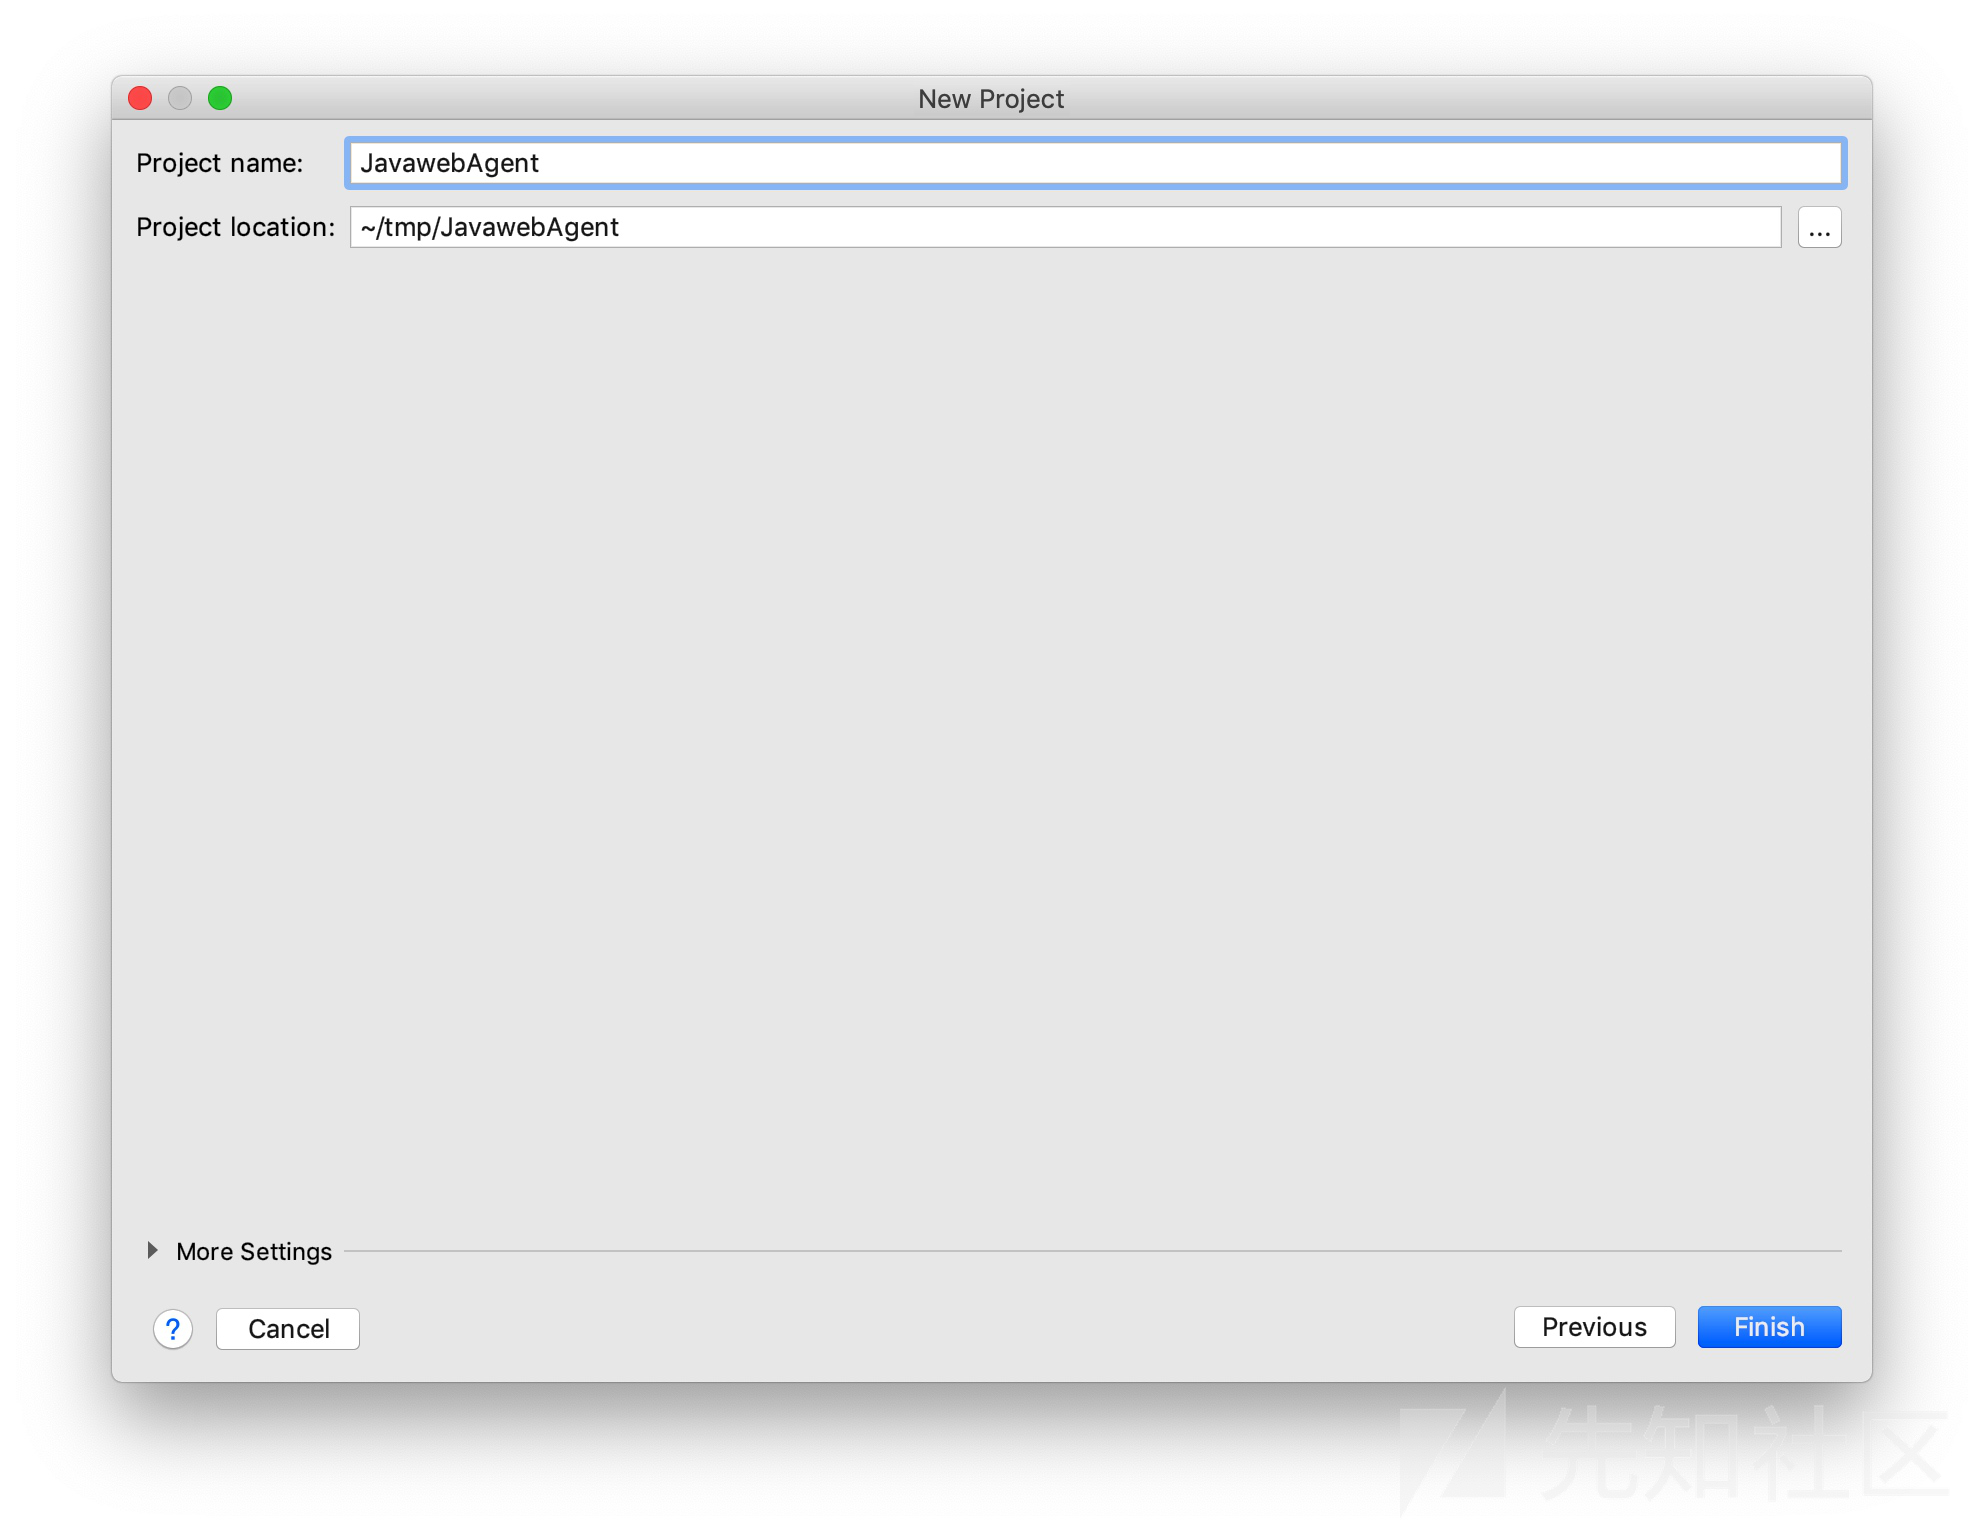 New Project
Project name: JavawebAgent
Project location: ~/tmp/JavawebAgent ...
More Settings
? Cancel Previous Finish
先知社区